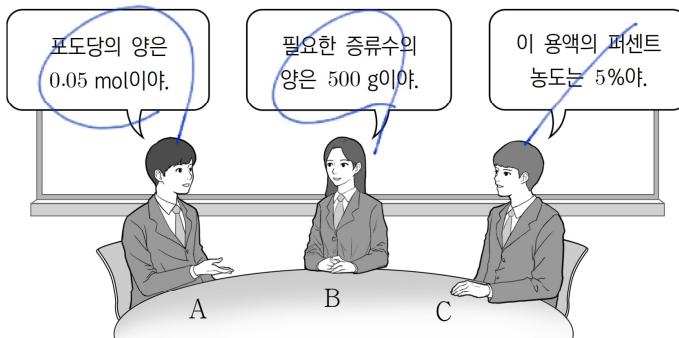 포도당의 양은
0.05 mol이야.
필요한 증류수의
양은 500 g이야.
이 용액의 퍼센트
농도는 5%야.
A
B
C